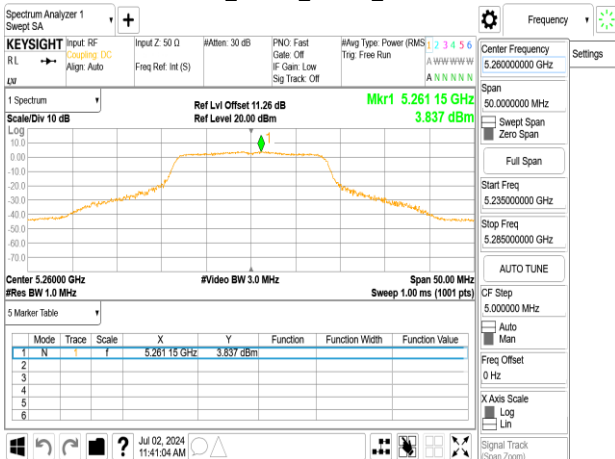 Spectrum Analyzer 1
Swept SA
+
Frequency
KEYSIGHT
RL
Input: RF
Coupling: DC
Align: Auto
Input Z: 50 Ω
Freq Ref: Int (S)
#Atten: 30 dB
PNO: Fast
Gate: Off
IF Gain: Low
Sig Track: Off
#Avg Type: Power (RMS
Trig: Free Run
1 2 3 4 5 6
A W W W W W
A N N N N N
Center Frequency
5.260000000 GHz
Settings
Span
50.0000000 MHz
Swept Span
Zero Span
Full Span
Start Freq
5.235000000 GHz
Stop Freq
5.285000000 GHz
AUTO TUNE
CF Step
5.000000 MHz
Auto
Man
Freq Offset
0 Hz
X Axis Scale
Log
Lin
Signal Track
(Span Zoom)
1 Spectrum
Scale/Div 10 dB
Ref Lvl Offset 11.26 dB
Ref Level 20.00 dBm
Mkr1 5.261 15 GHz
3.837 dBm
Log
10.0
0.00
-10.0
-20.0
-30.0
-40.0
-50.0
-60.0
-70.0
1
Center 5.26000 GHz
#Res BW 1.0 MHz
#Video BW 3.0 MHz
Span 50.00 MHz
Sweep 1.00 ms (1001 pts)
5 Marker Table
Mode Trace Scale X Y Function Function Width Function Value
1 N 1 f 5.261 15 GHz 3.837 dBm
2
3
4
5
6
?
Jul 02, 2024
11:41:04 AM